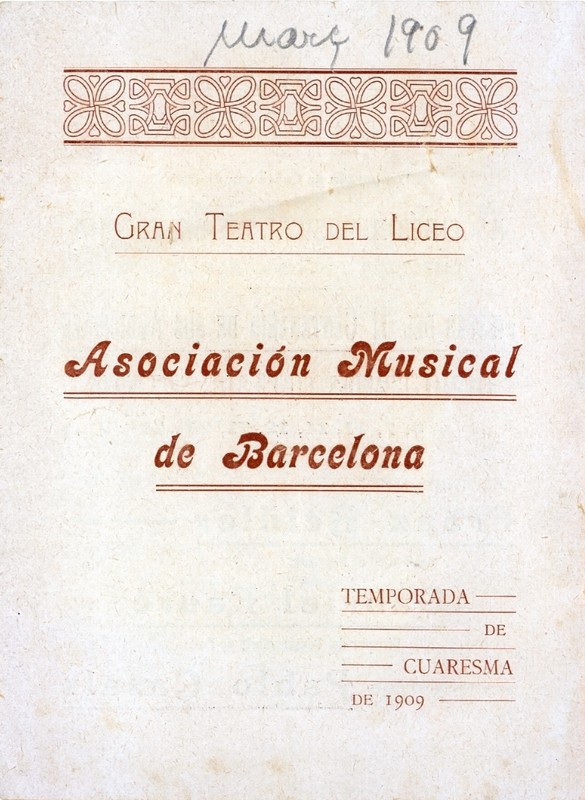 Març 1909
GRAN TEATRO DEL LICEO
Asociación Musical
de Barcelona
TEMPORADA
DE
CUARESMA
DE 1909